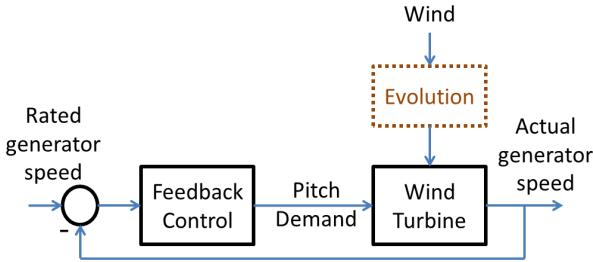 Wind
Evolution
Rated
generator
speed
-
Feedback
Control
Pitch
Demand
Wind
Turbine
Actual
generator
speed